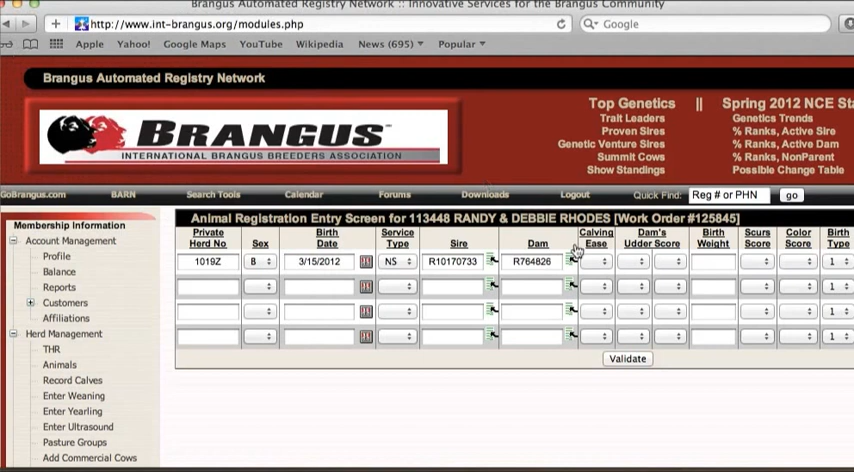 Brangus Automated Registry Network :: Innovative Services for the Brangus Community
http://www.int-brangus.org/modules.php
Google
Apple Yahoo! Google Maps YouTube Wikipedia News (695) Popular
Brangus Automated Registry Network
BRANGUS
INTERNATIONAL BRANGUS BREEDERS ASSOCIATION
Top Genetics || Spring 2012 NCE Sta
Trait Leaders Genetics Trends
Proven Sires % Ranks, Active Sire
Genetic Venture Sires % Ranks, Active Dam
Summit Cows % Ranks, NonParent
Show Standings Possible Change Table
GoBrangus.com BARN Search Tools Calendar Forums Downloads Logout Quick Find: Reg # or PHN go
Membership Information
Account Management
Profile
Balance
Reports
Customers
Affiliations
Herd Management
THR
Animals
Record Calves
Enter Weaning
Enter Yearling
Enter Ultrasound
Pasture Groups
Add Commercial Cows
Animal Registration Entry Screen for 113448 RANDY & DEBBIE RHODES [Work Order #125845]
Private Herd No Sex Birth Date Service Type Sire Dam Calving Ease Dam's Udder Score Birth Weight Scurs Score Color Score Birth Type
1019Z B 3/15/2012 NS R10170733 R764826 1
1
1
1
Validate